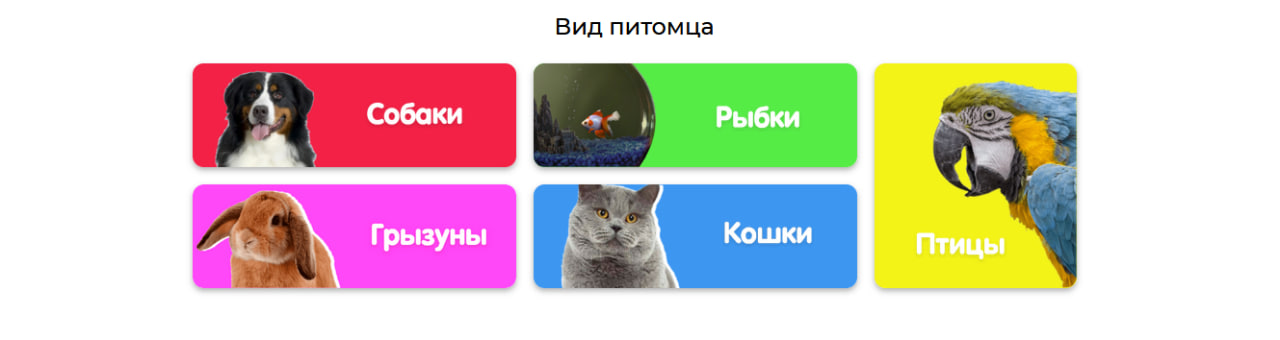 Вид питомца
Собаки
Рыбки
Грызуны
Кошки
Птицы